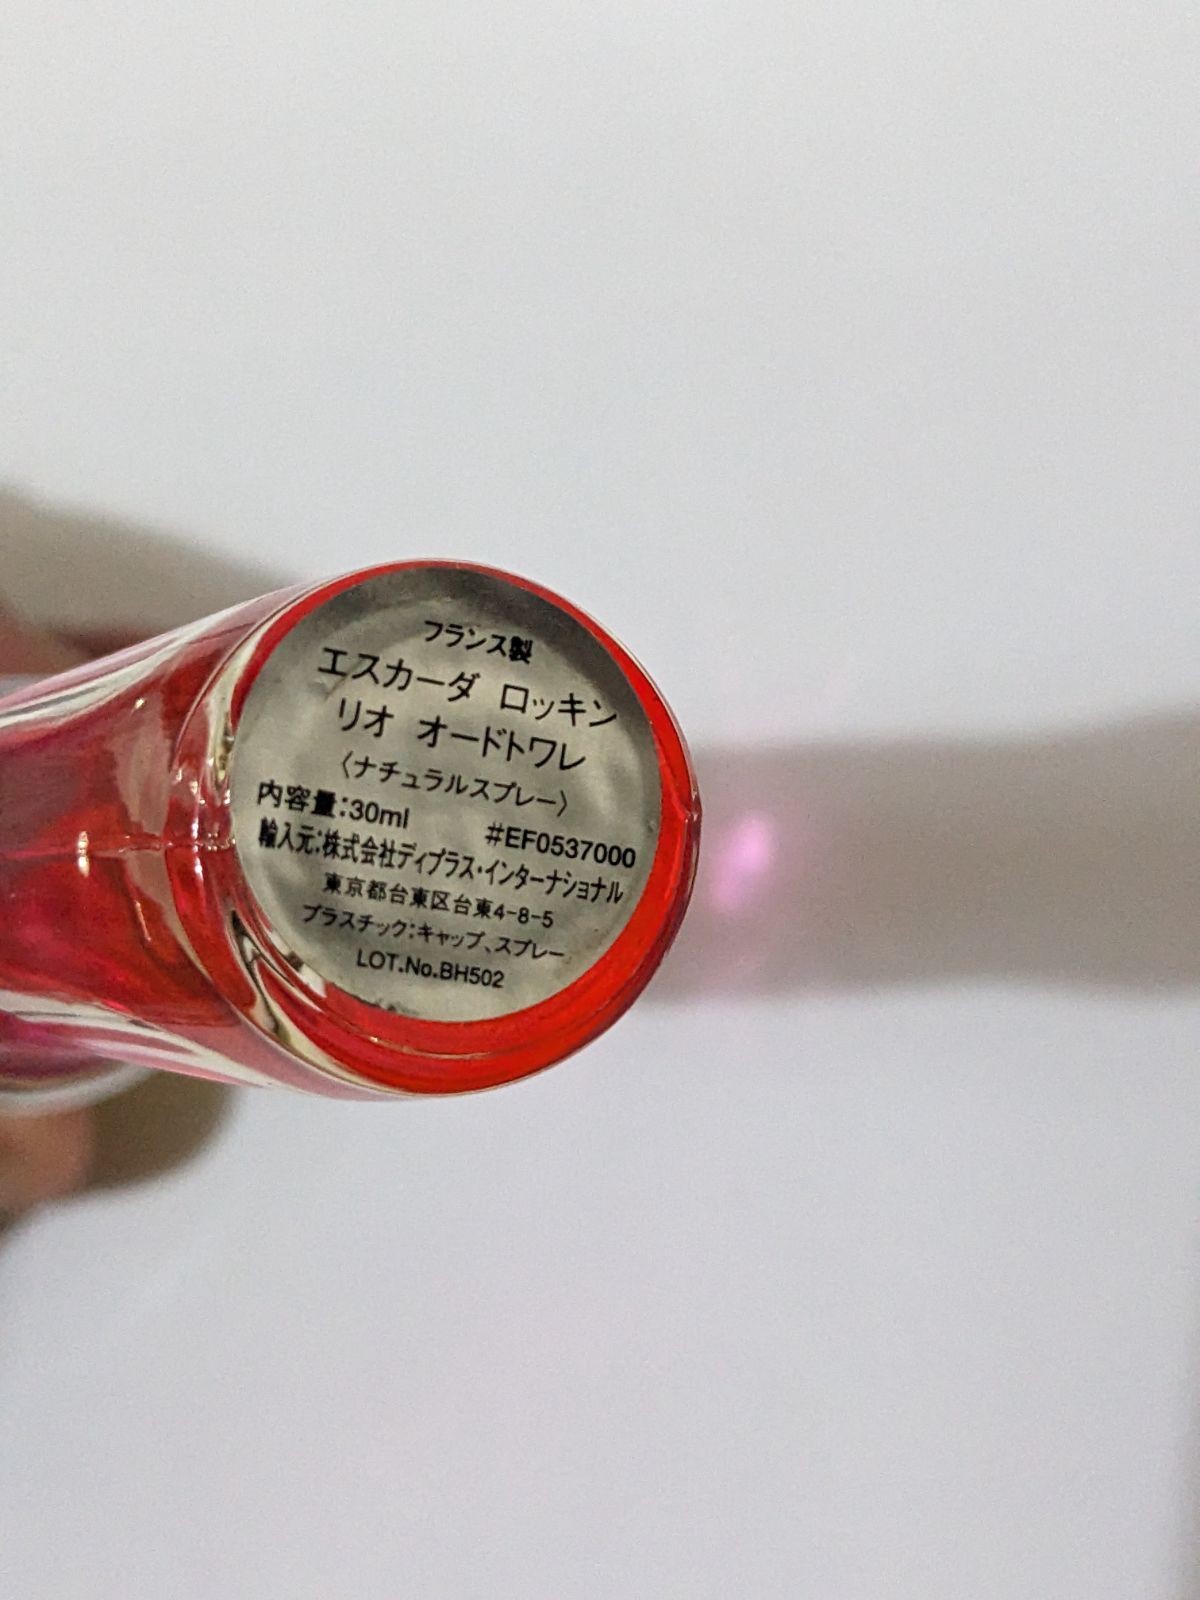 フランス製
エスカーダ ロッキン
リオ オードトワレ
〈ナチュラルスプレー〉
内容量:30ml #EF0537000
輸入元:株式会社ディプラス・インターナショナル
東京都台東区台東4-8-5
プラスチック:キャップ、スプレー
LOT.No.BH502